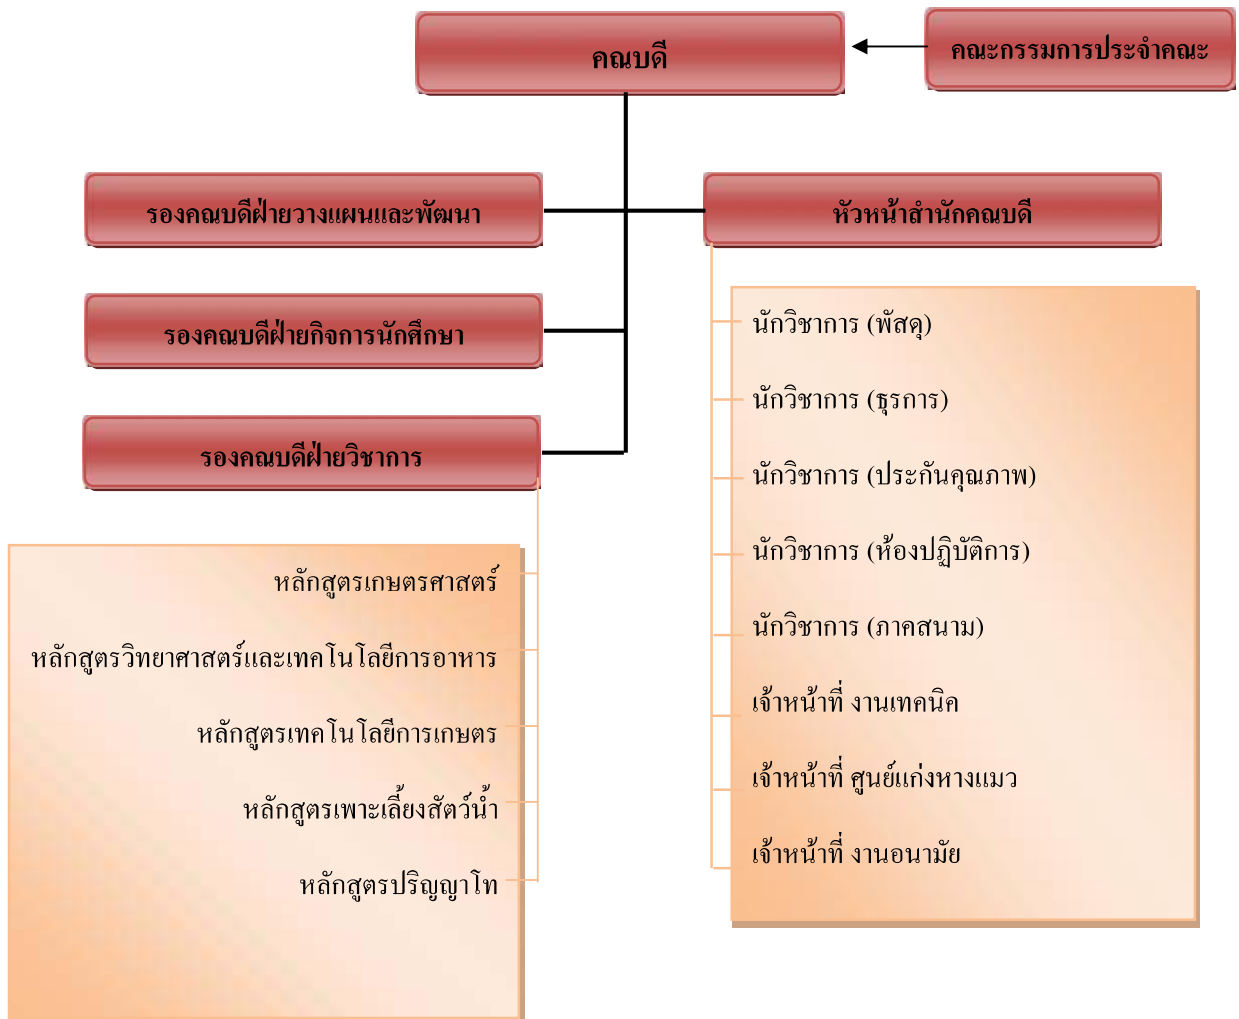 คณบดี
คณะกรรมการประจำคณะ
รองคณบดีฝ่ายวางแผนและพัฒนา
หัวหน้าสำนักคณบดี
รองคณบดีฝ่ายกิจการนักศึกษา
รองคณบดีฝ่ายวิชาการ
หลักสูตรเกษตรศาสตร์
หลักสูตรวิทยาศาสตร์และเทคโนโลยีการอาหาร
หลักสูตรเทคโนโลยีการเกษตร
หลักสูตรเพาะเลี้ยงสัตว์น้ำ
หลักสูตรปริญญาโท
นักวิชาการ (พัสดุ)
นักวิชาการ (ธุรการ)
นักวิชาการ (ประกันคุณภาพ)
นักวิชาการ (ห้องปฏิบัติการ)
นักวิชาการ (ภาคสนาม)
เจ้าหน้าที่ งานเทคนิค
เจ้าหน้าที่ ศูนย์แก่งหางแมว
เจ้าหน้าที่ งานอนามัย